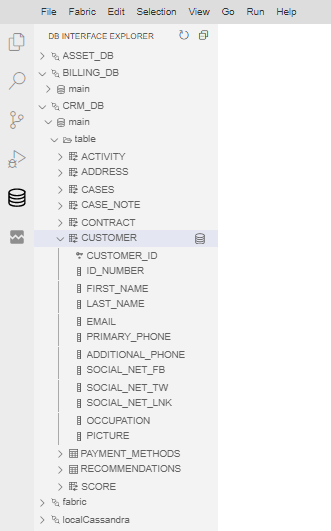 File Fabric Edit Selection View Go Run Help
DB INTERFACE EXPLORER
ASSET_DB
BILLING_DB
main
CRM_DB
main
table
ACTIVITY
ADDRESS
CASES
CASE_NOTE
CONTRACT
CUSTOMER
CUSTOMER_ID
ID_NUMBER
FIRST_NAME
LAST_NAME
EMAIL
PRIMARY_PHONE
ADDITIONAL_PHONE
SOCIAL_NET_FB
SOCIAL_NET_TW
SOCIAL_NET_LNK
OCCUPATION
PICTURE
PAYMENT_METHODS
RECOMMENDATIONS
SCORE
fabric
localCassandra